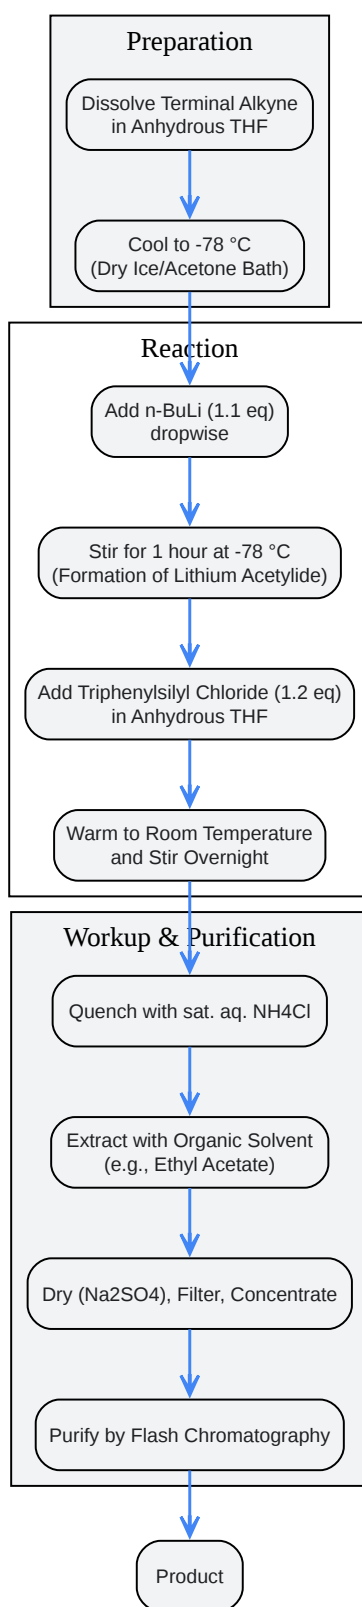 Preparation
Dissolve Terminal Alkyne
in Anhydrous THF
Cool to -78 °C
(Dry Ice/Acetone Bath)
Reaction
Add n-BuLi (1.1 eq)
dropwise
Stir for 1 hour at -78 °C
(Formation of Lithium Acetylide)
Add Triphenylsilyl Chloride (1.2 eq)
in Anhydrous THF
Warm to Room Temperature
and Stir Overnight
Workup & Purification
Quench with sat. aq. NH4Cl
Extract with Organic Solvent
(e.g., Ethyl Acetate)
Dry (Na2SO4), Filter, Concentrate
Purify by Flash Chromatography
Product